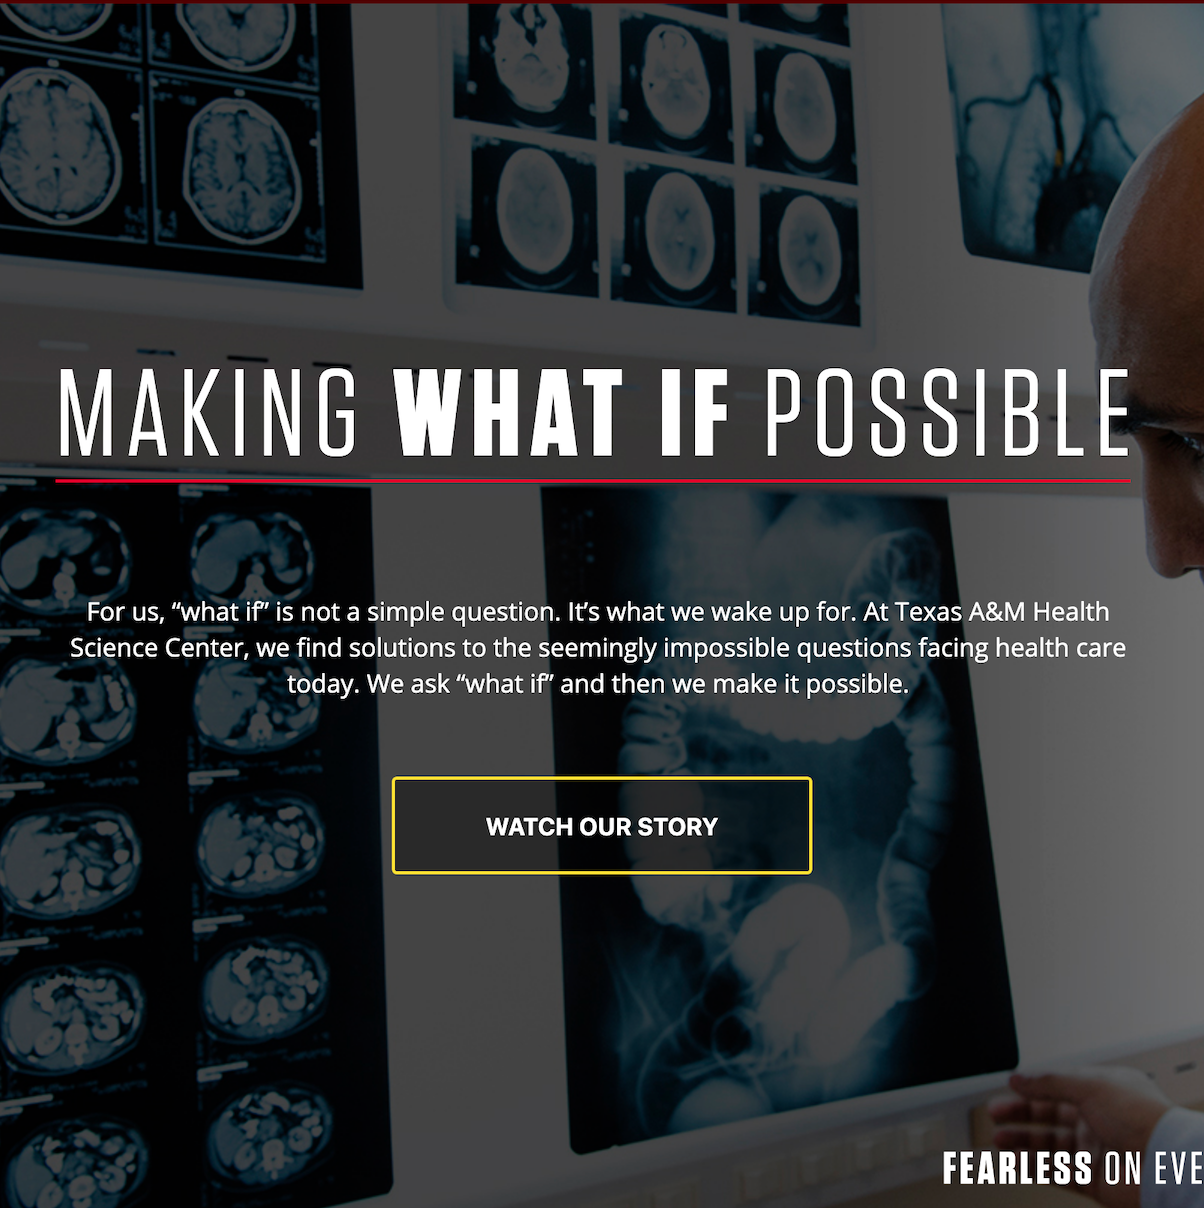 MAKING WHAT IF POSSIBLE
For us, “what if” is not a simple question. It’s what we wake up for. At Texas A&M Health
Science Center, we find solutions to the seemingly impossible questions facing health care
today. We ask “what if” and then we make it possible.
WATCH OUR STORY
FEARLESS ON EVE